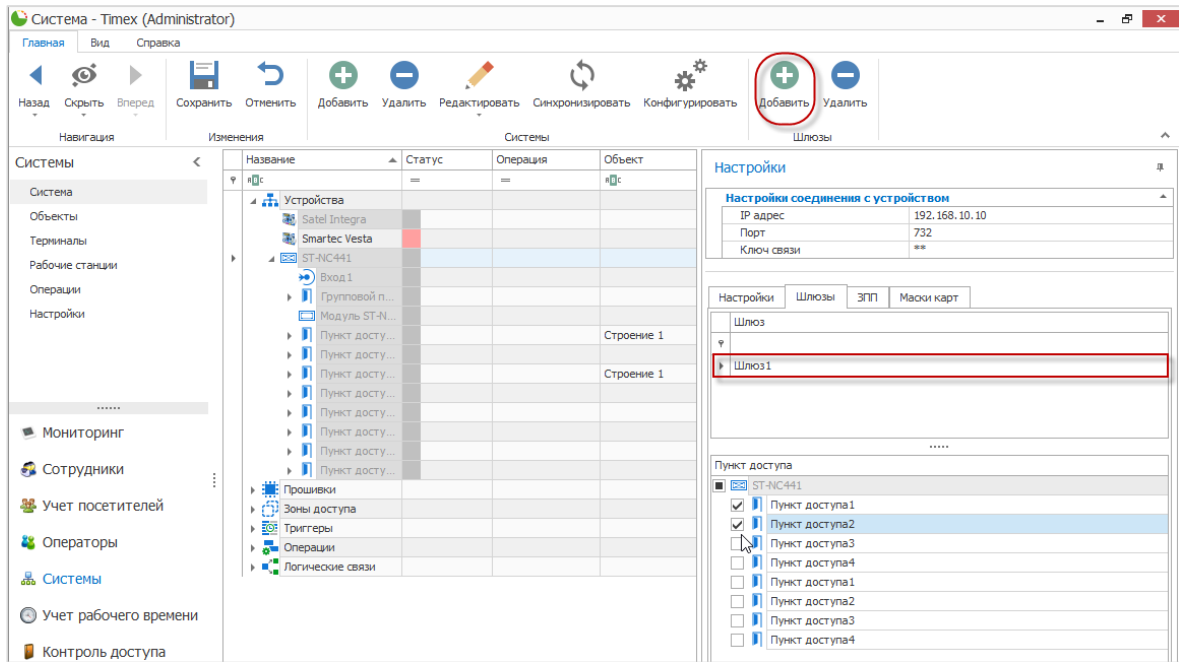 Система - Timex (Administrator)
Главная Вид Справка
Назад Скрыть Вперед Сохранить Отменить Добавить Удалить Редактировать Синхронизировать Конфигурировать Добавить Удалить
Навигация Изменения Системы Шлюзы
Системы
Система
Объекты
Терминалы
Рабочие станции
Операции
Настройки
Мониторинг
Сотрудники
Учет посетителей
Операторы
Системы
Учет рабочего времени
Контроль доступа
Название Статус Операция Объект
= =
Устройства
Satel Integra
Smartec Vesta
ST-NC441
Вход1
Групповой п...
Модуль ST-N...
Пункт досту... Строение 1
Пункт досту...
Пункт досту... Строение 1
Пункт досту...
Пункт досту...
Пункт досту...
Пункт досту...
Пункт досту...
Прошивки
Зоны доступа
Триггеры
Операции
Логические связи
Настройки
Настройки соединения с устройством
IP адрес 192.168.10.10
Порт 732
Ключ связи **
Настройки Шлюзы ЗПП Маски карт
Шлюз
Шлюз1
Пункт доступа
ST-NC441
Пункт доступа1
Пункт доступа2
Пункт доступа3
Пункт доступа4
Пункт доступа1
Пункт доступа2
Пункт доступа3
Пункт доступа4